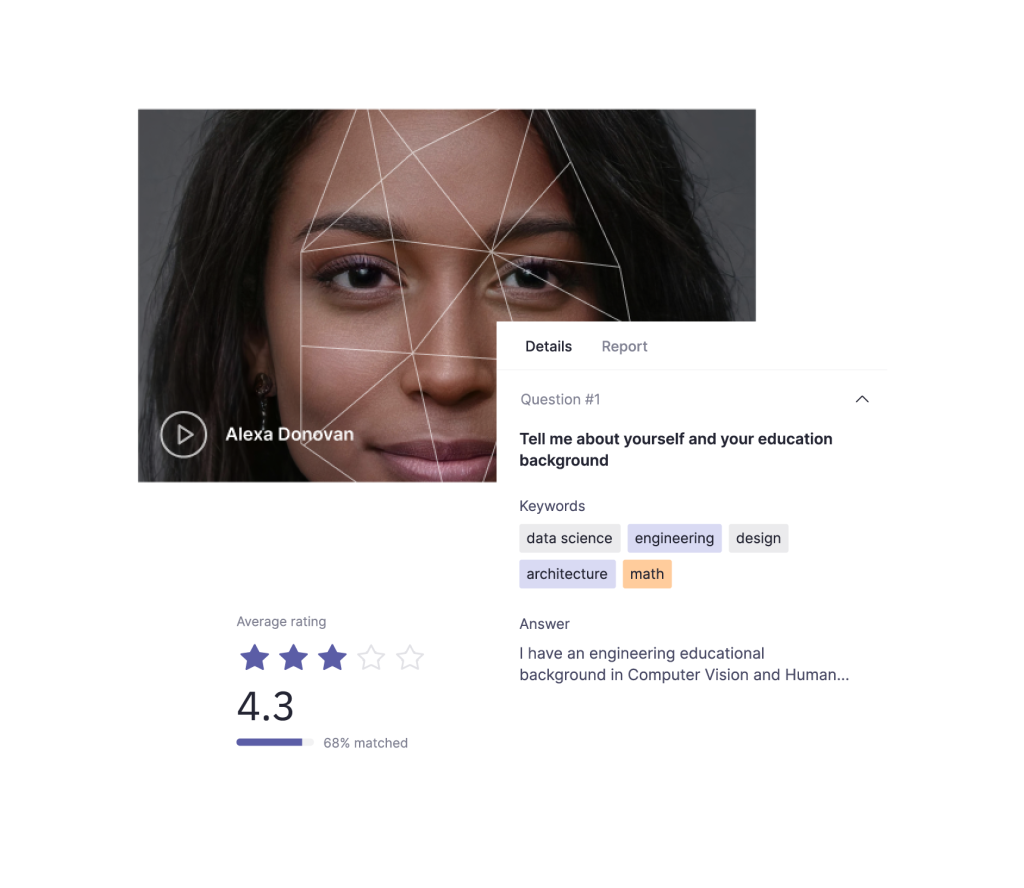 Alexa Donovan
Details Report
Question #1
Tell me about yourself and your education
background
Keywords
data science engineering design
architecture math
Answer
I have an engineering educational
background in Computer Vision and Human...
Average rating
4.3
68% matched